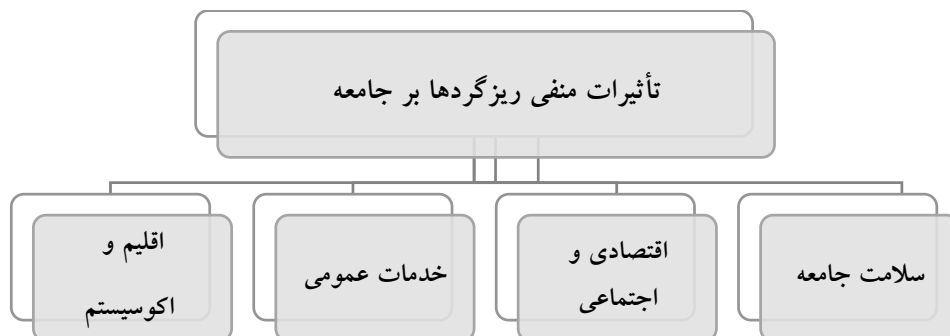 تأثیرات منفی ریزگردها بر جامعه
سلامت جامعه
اقتصادی و
اجتماعی
خدمات عمومی
اقلیم و
اکوسیستم